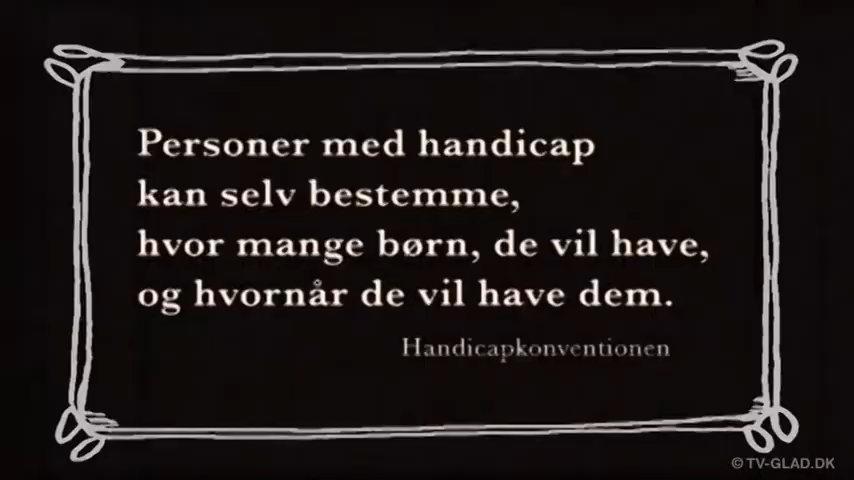 Personer med handicap
kan selv bestemme,
hvor mange børn, de vil have,
og hvornår de vil have dem.
Handicapkonventionen
©TV-GLAD.DK